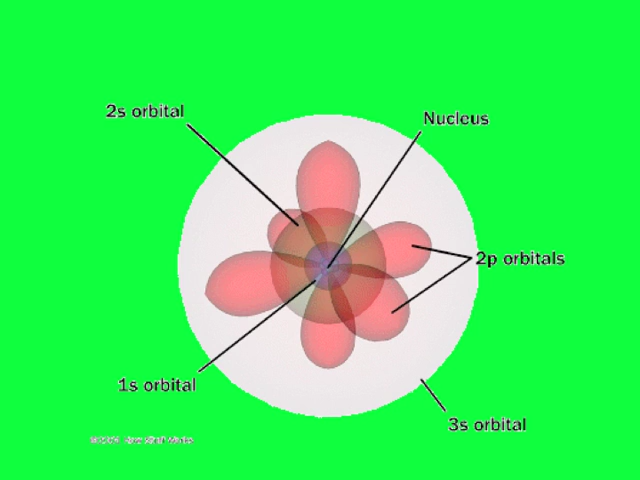 2s orbital
Nucleus
2p orbitals
1s orbital
3s orbital